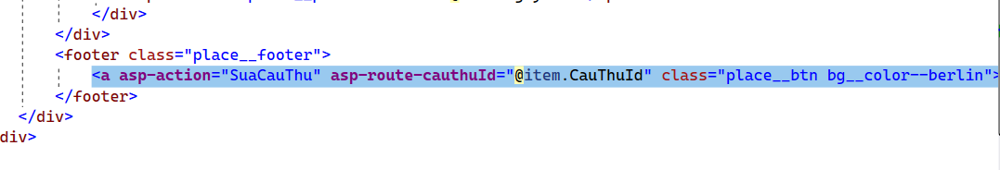 </div>
</div>
<footer class="place__footer">
<a asp-action="SuaCauThu" asp-route-cauthuId="@item.CauThuId" class="place__btn bg__color--berlin">
</footer>
</div>
div>